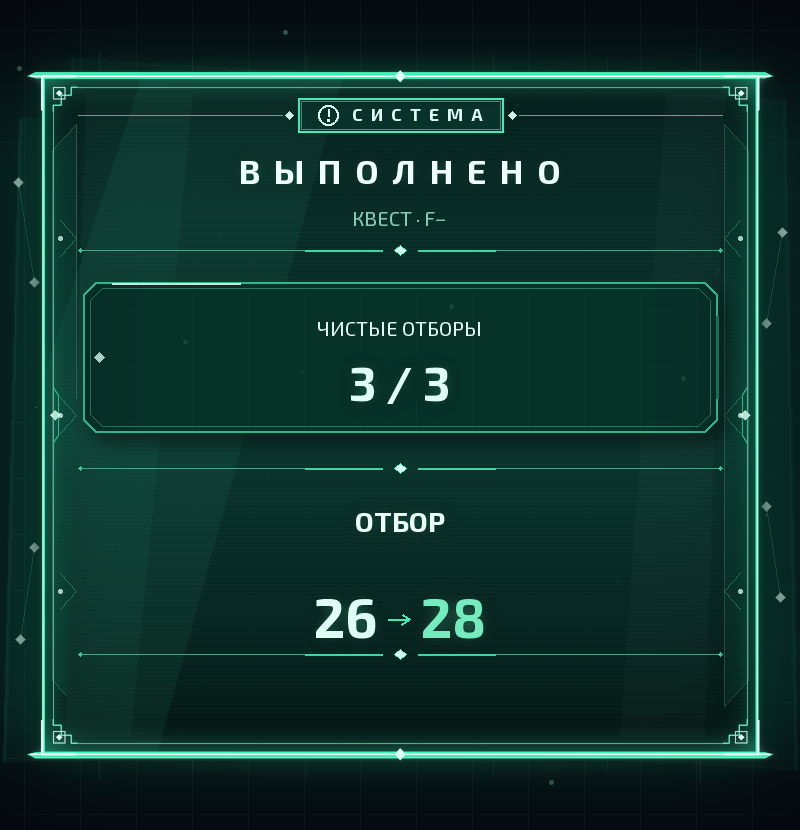 СИСТЕМА
ВЫПОЛНЕНО
КВЕСТ · F−
ЧИСТЫЕ ОТБОРЫ
3/3
ОТБОР
26 → 28